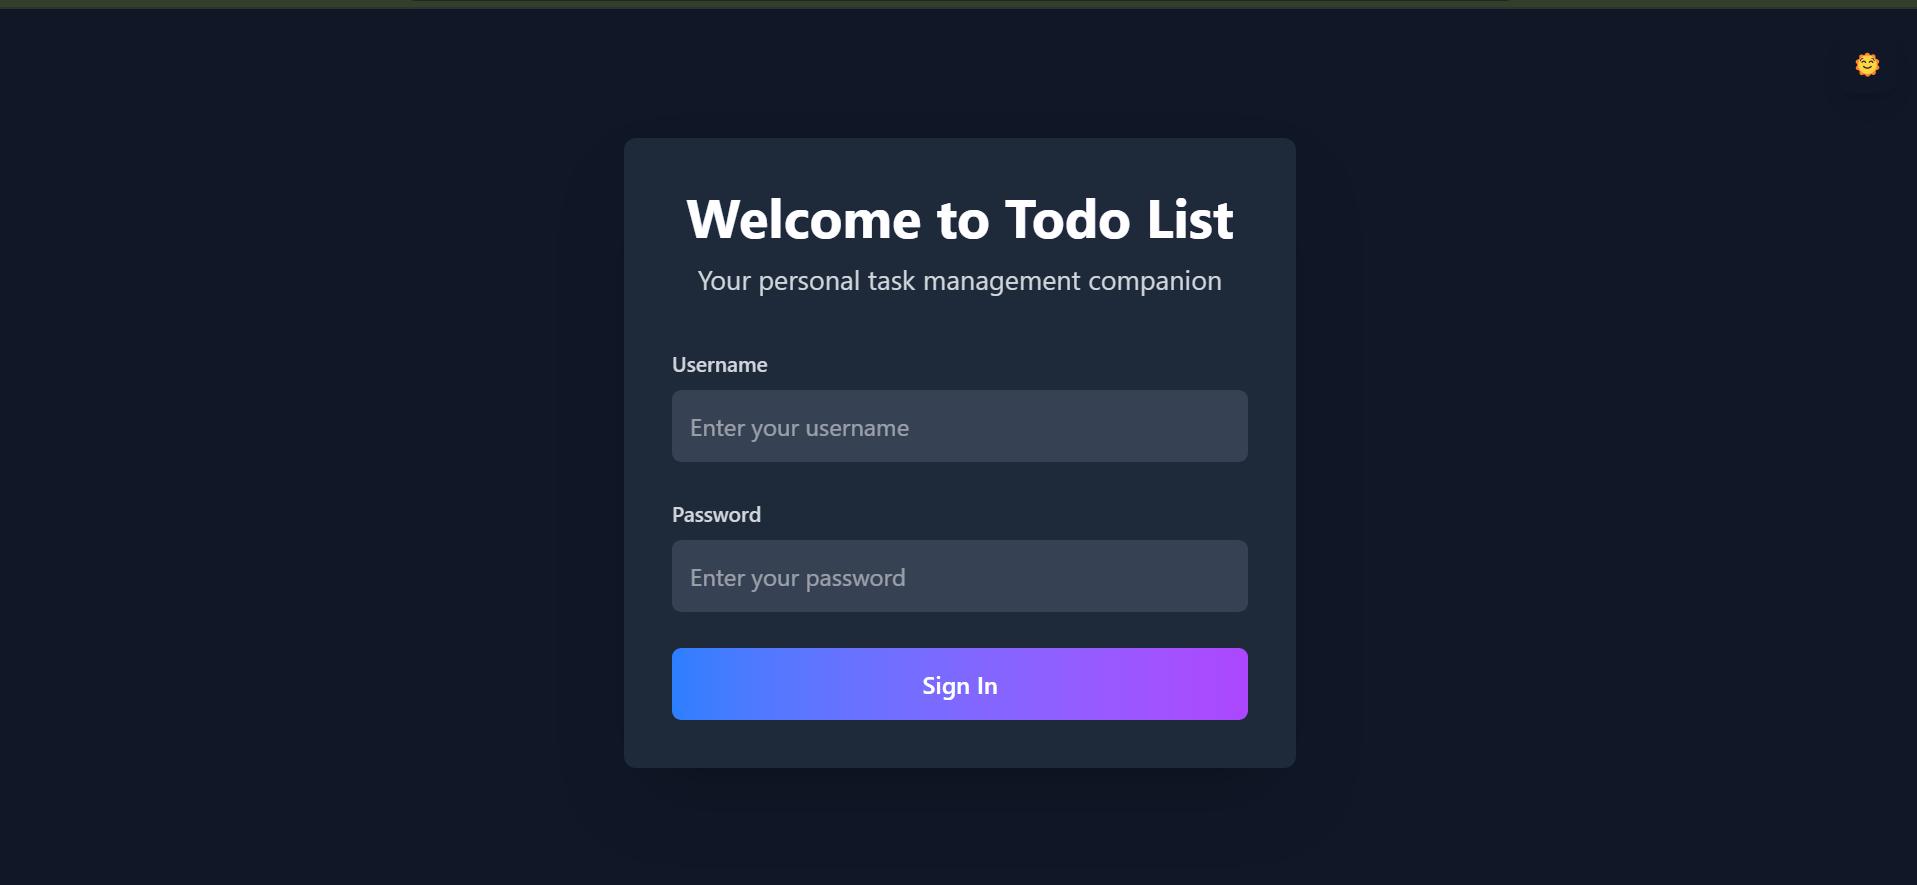 Welcome to Todo List
Your personal task management companion
Username
Enter your username
Password
Enter your password
Sign In